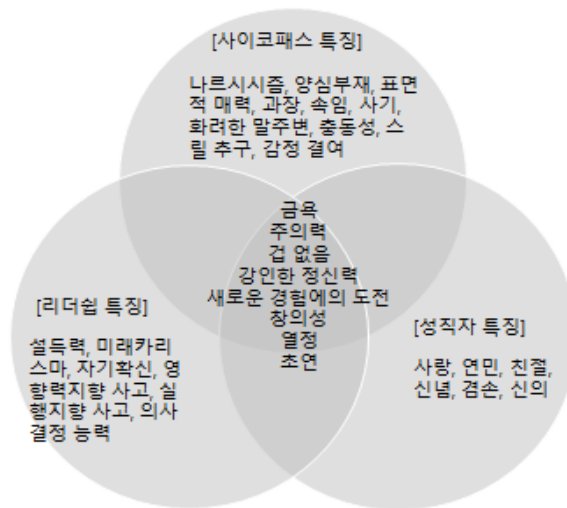 [사이코패스 특징]
나르시시즘, 양심부재, 표면
적 매력, 과장, 속임, 사기,
화려한 말주변, 충동성, 스
릴 추구, 감정 결여
금욕
주의력
겁 없음
강인한 정신력
새로운 경험에의 도전
창의성
열정
초연
[리더쉽 특징]
설득력, 미래카리
스마, 자기확신, 영
향력지향 사고, 실
행지향 사고, 의사
결정 능력
[성직자 특징]
사랑, 연민, 친절,
신념, 겸손, 신의